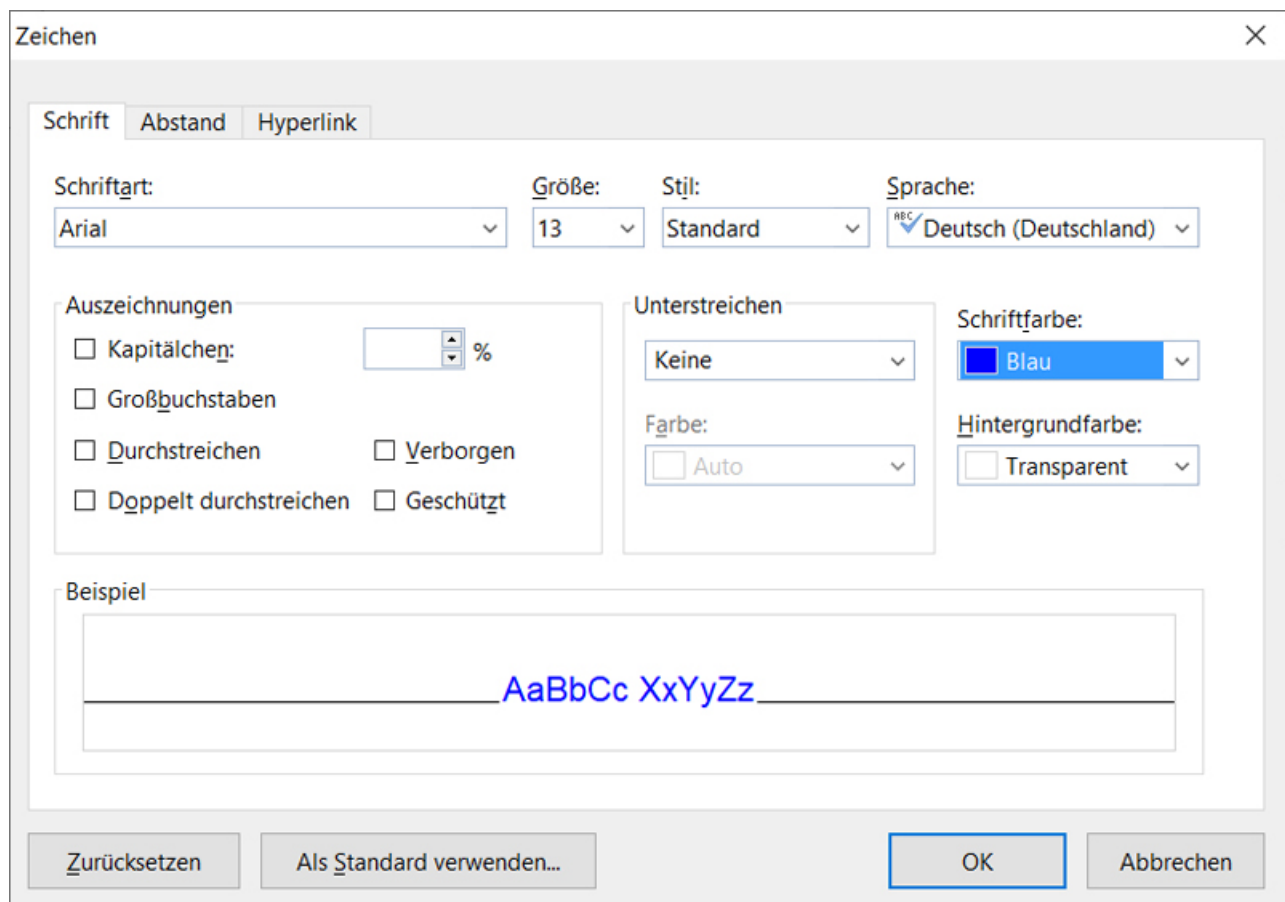 Zeichen
Schrift Abstand Hyperlink
Schriftart: Größe: Stil: Sprache:
Arial 13 Standard ABC Deutsch (Deutschland)
Auszeichnungen Unterstreichen
Schriftfarbe:
Kapitälchen: % Keine Blau
Großbuchstaben
Farbe: Hintergrundfarbe:
Durchstreichen Verborgen Auto Transparent
Doppelt durchstreichen Geschützt
Beispiel
AaBbCc XxYyZz
Zurücksetzen Als Standard verwenden... OK Abbrechen